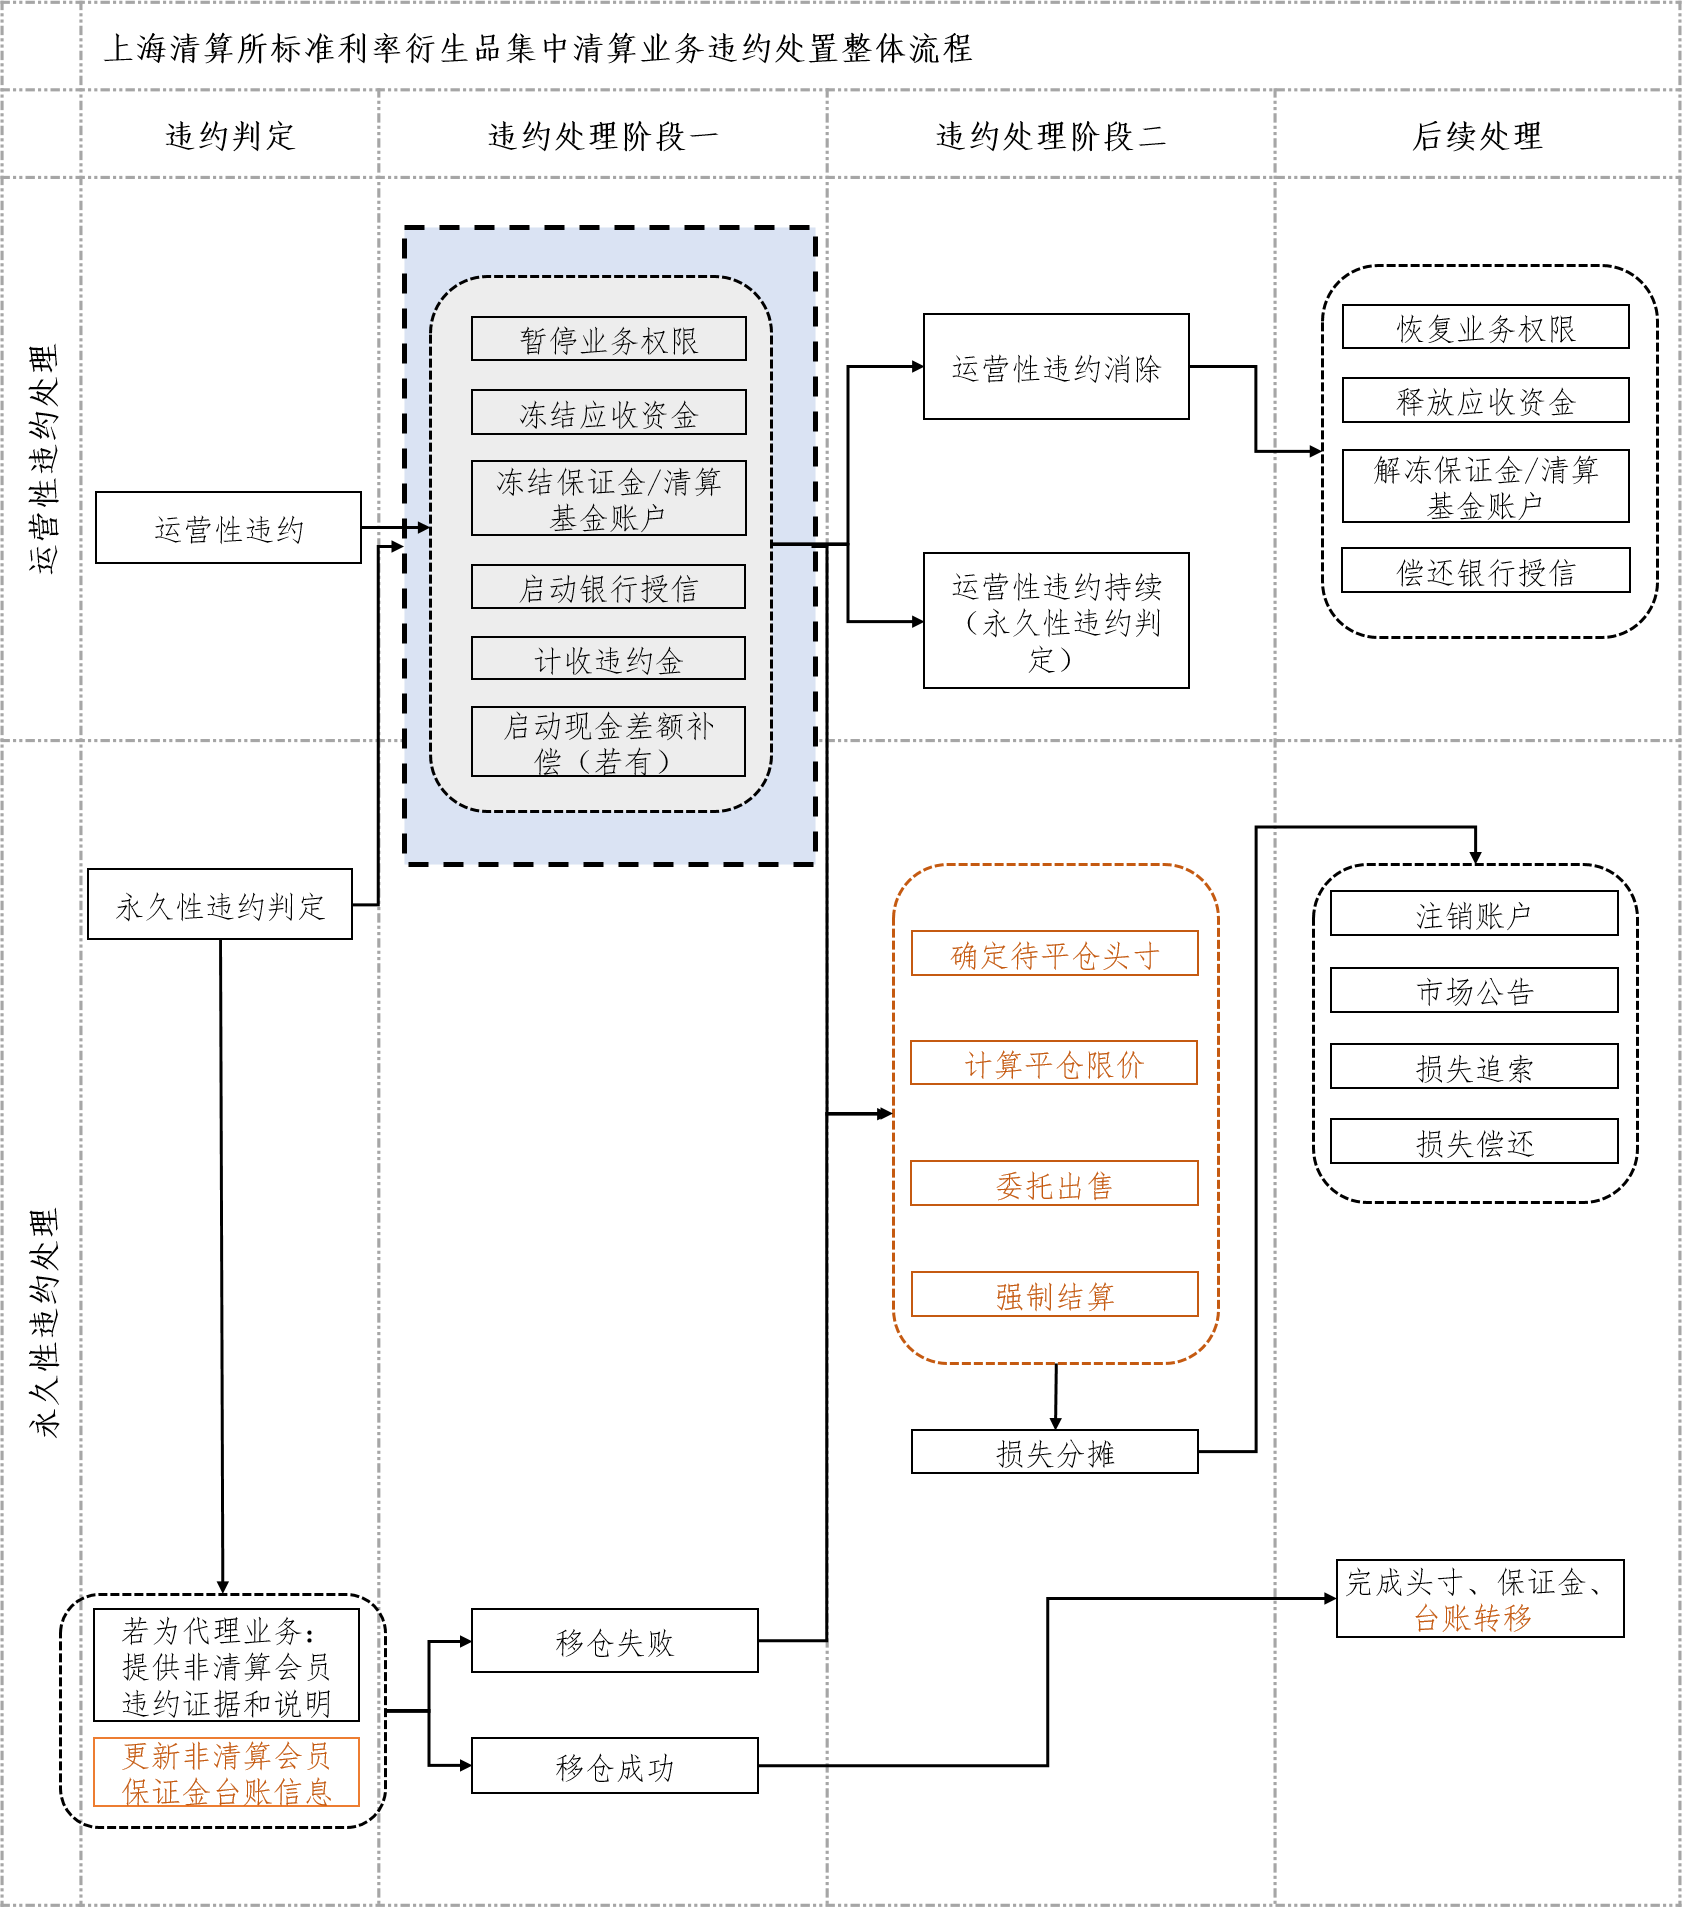 上海清算所标准利率衍生品集中清算业务违约处置整体流程
违约判定
违约处理阶段一
违约处理阶段二
后续处理
运营性违约处理
运营性违约
暂停业务权限
冻结应收资金
冻结保证金/清算
基金账户
启动银行授信
计收违约金
启动现金差额补
偿（若有）
运营性违约消除
运营性违约持续
（永久性违约判
定）
恢复业务权限
释放应收资金
解冻保证金/清算
基金账户
偿还银行授信
永久性违约处理
永久性违约判定
确定待平仓头寸
计算平仓限价
委托出售
强制结算
损失分摊
注销账户
市场公告
损失追索
损失偿还
若为代理业务：
提供非清算会员
违约证据和说明
更新非清算会员
保证金台账信息
移仓失败
移仓成功
完成头寸、保证金、
台账转移